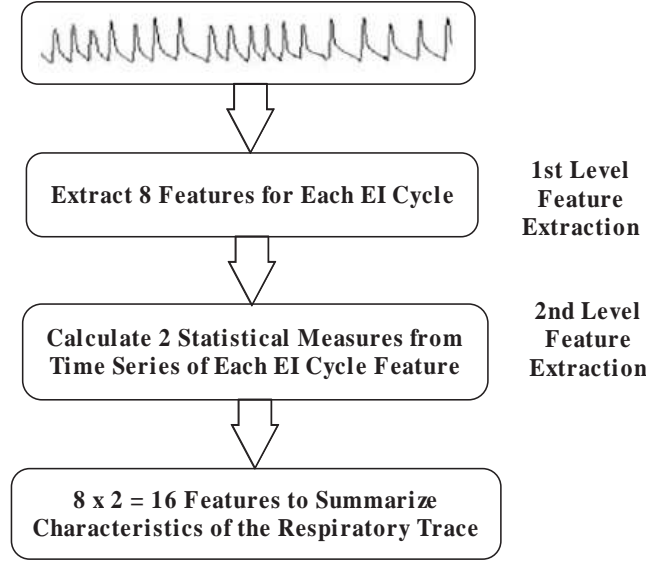 Extract 8 Features for Each EI Cycle
1st Level
Feature
Extraction
Calculate 2 Statistical Measures from
Time Series of Each EI Cycle Feature
2nd Level
Feature
Extraction
8 x 2 = 16 Features to Summarize
Characteristics of the Respiratory Trace